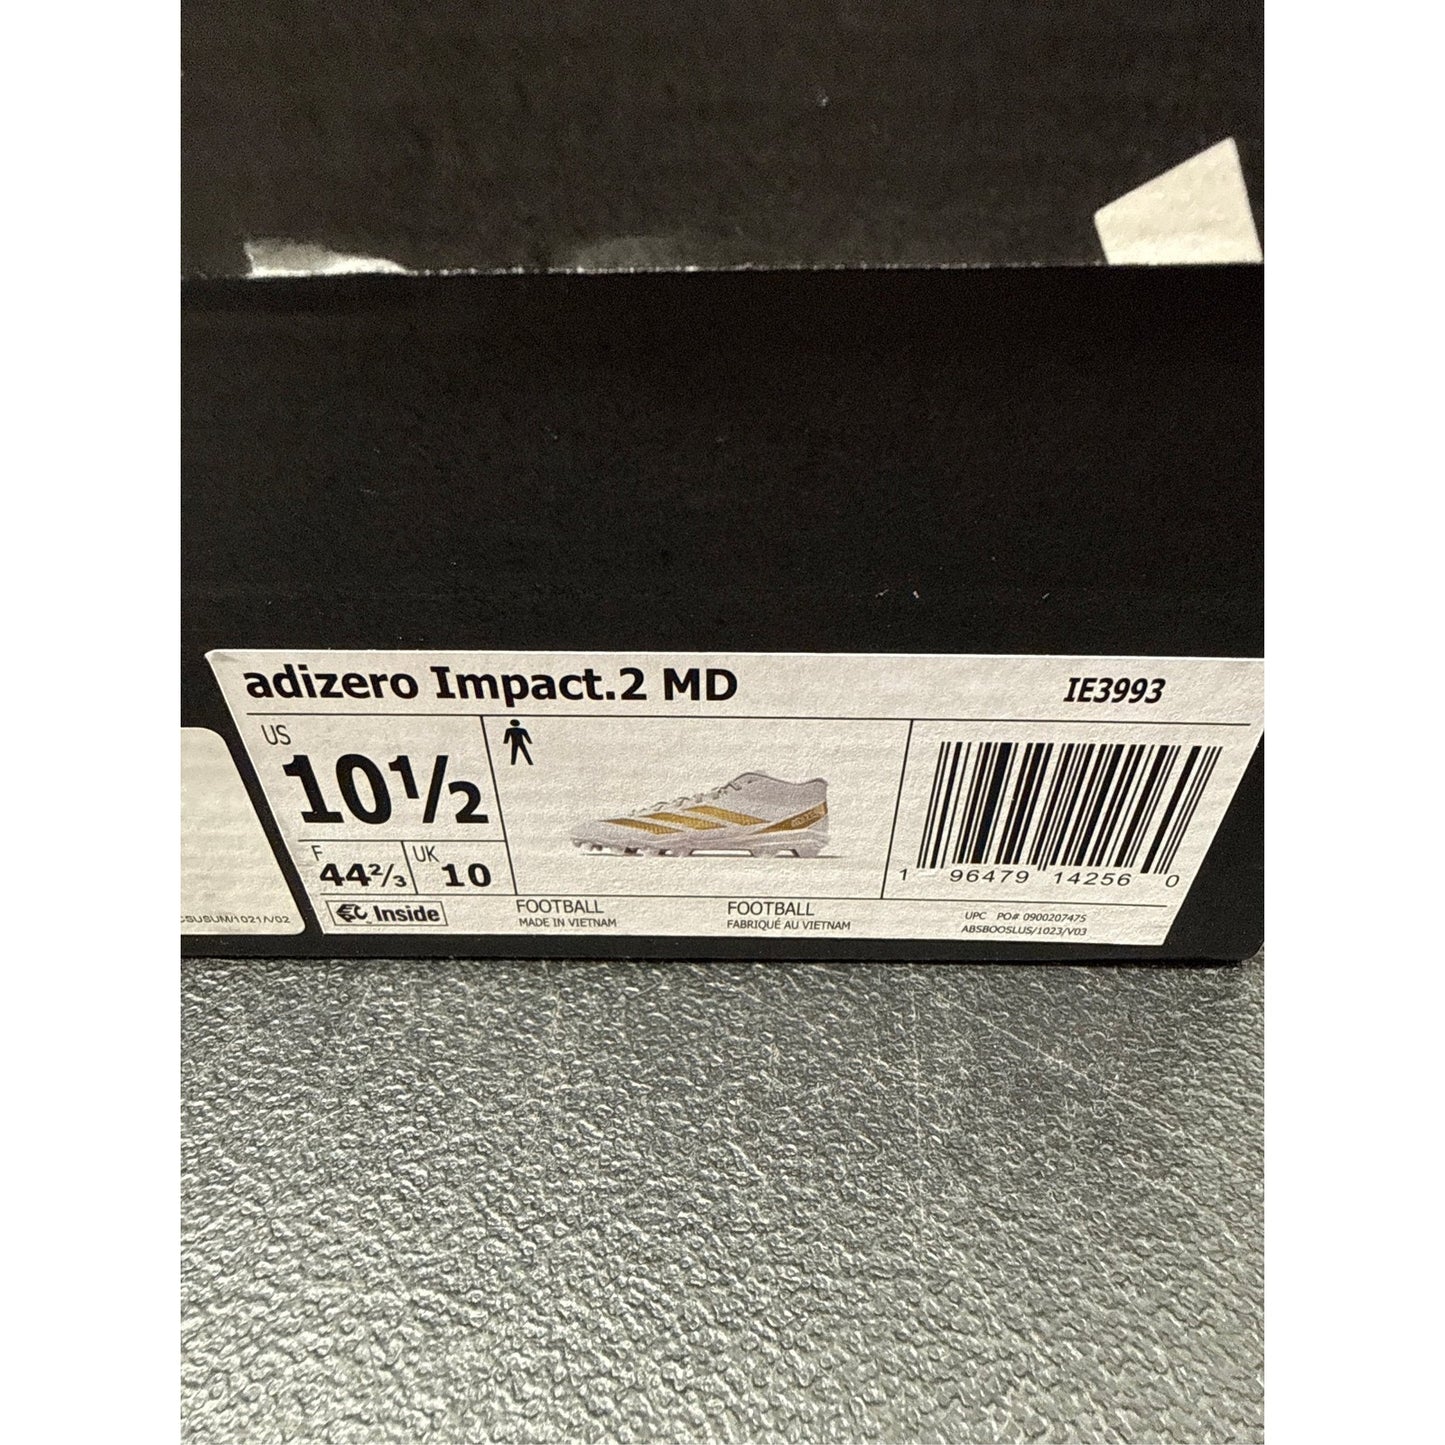 adizero Impact.2 MD
IE3993
US
10½
F
44⅔
UK
10
Inside
FOOTBALL
MADE IN VIETNAM
FOOTBALL
FABRIQUÉ AU VIETNAM
1 96479 14256 0
UPC PO# 0900207475
ABSBOOSLUS/1023/V03
CSUSUM/1021/V02